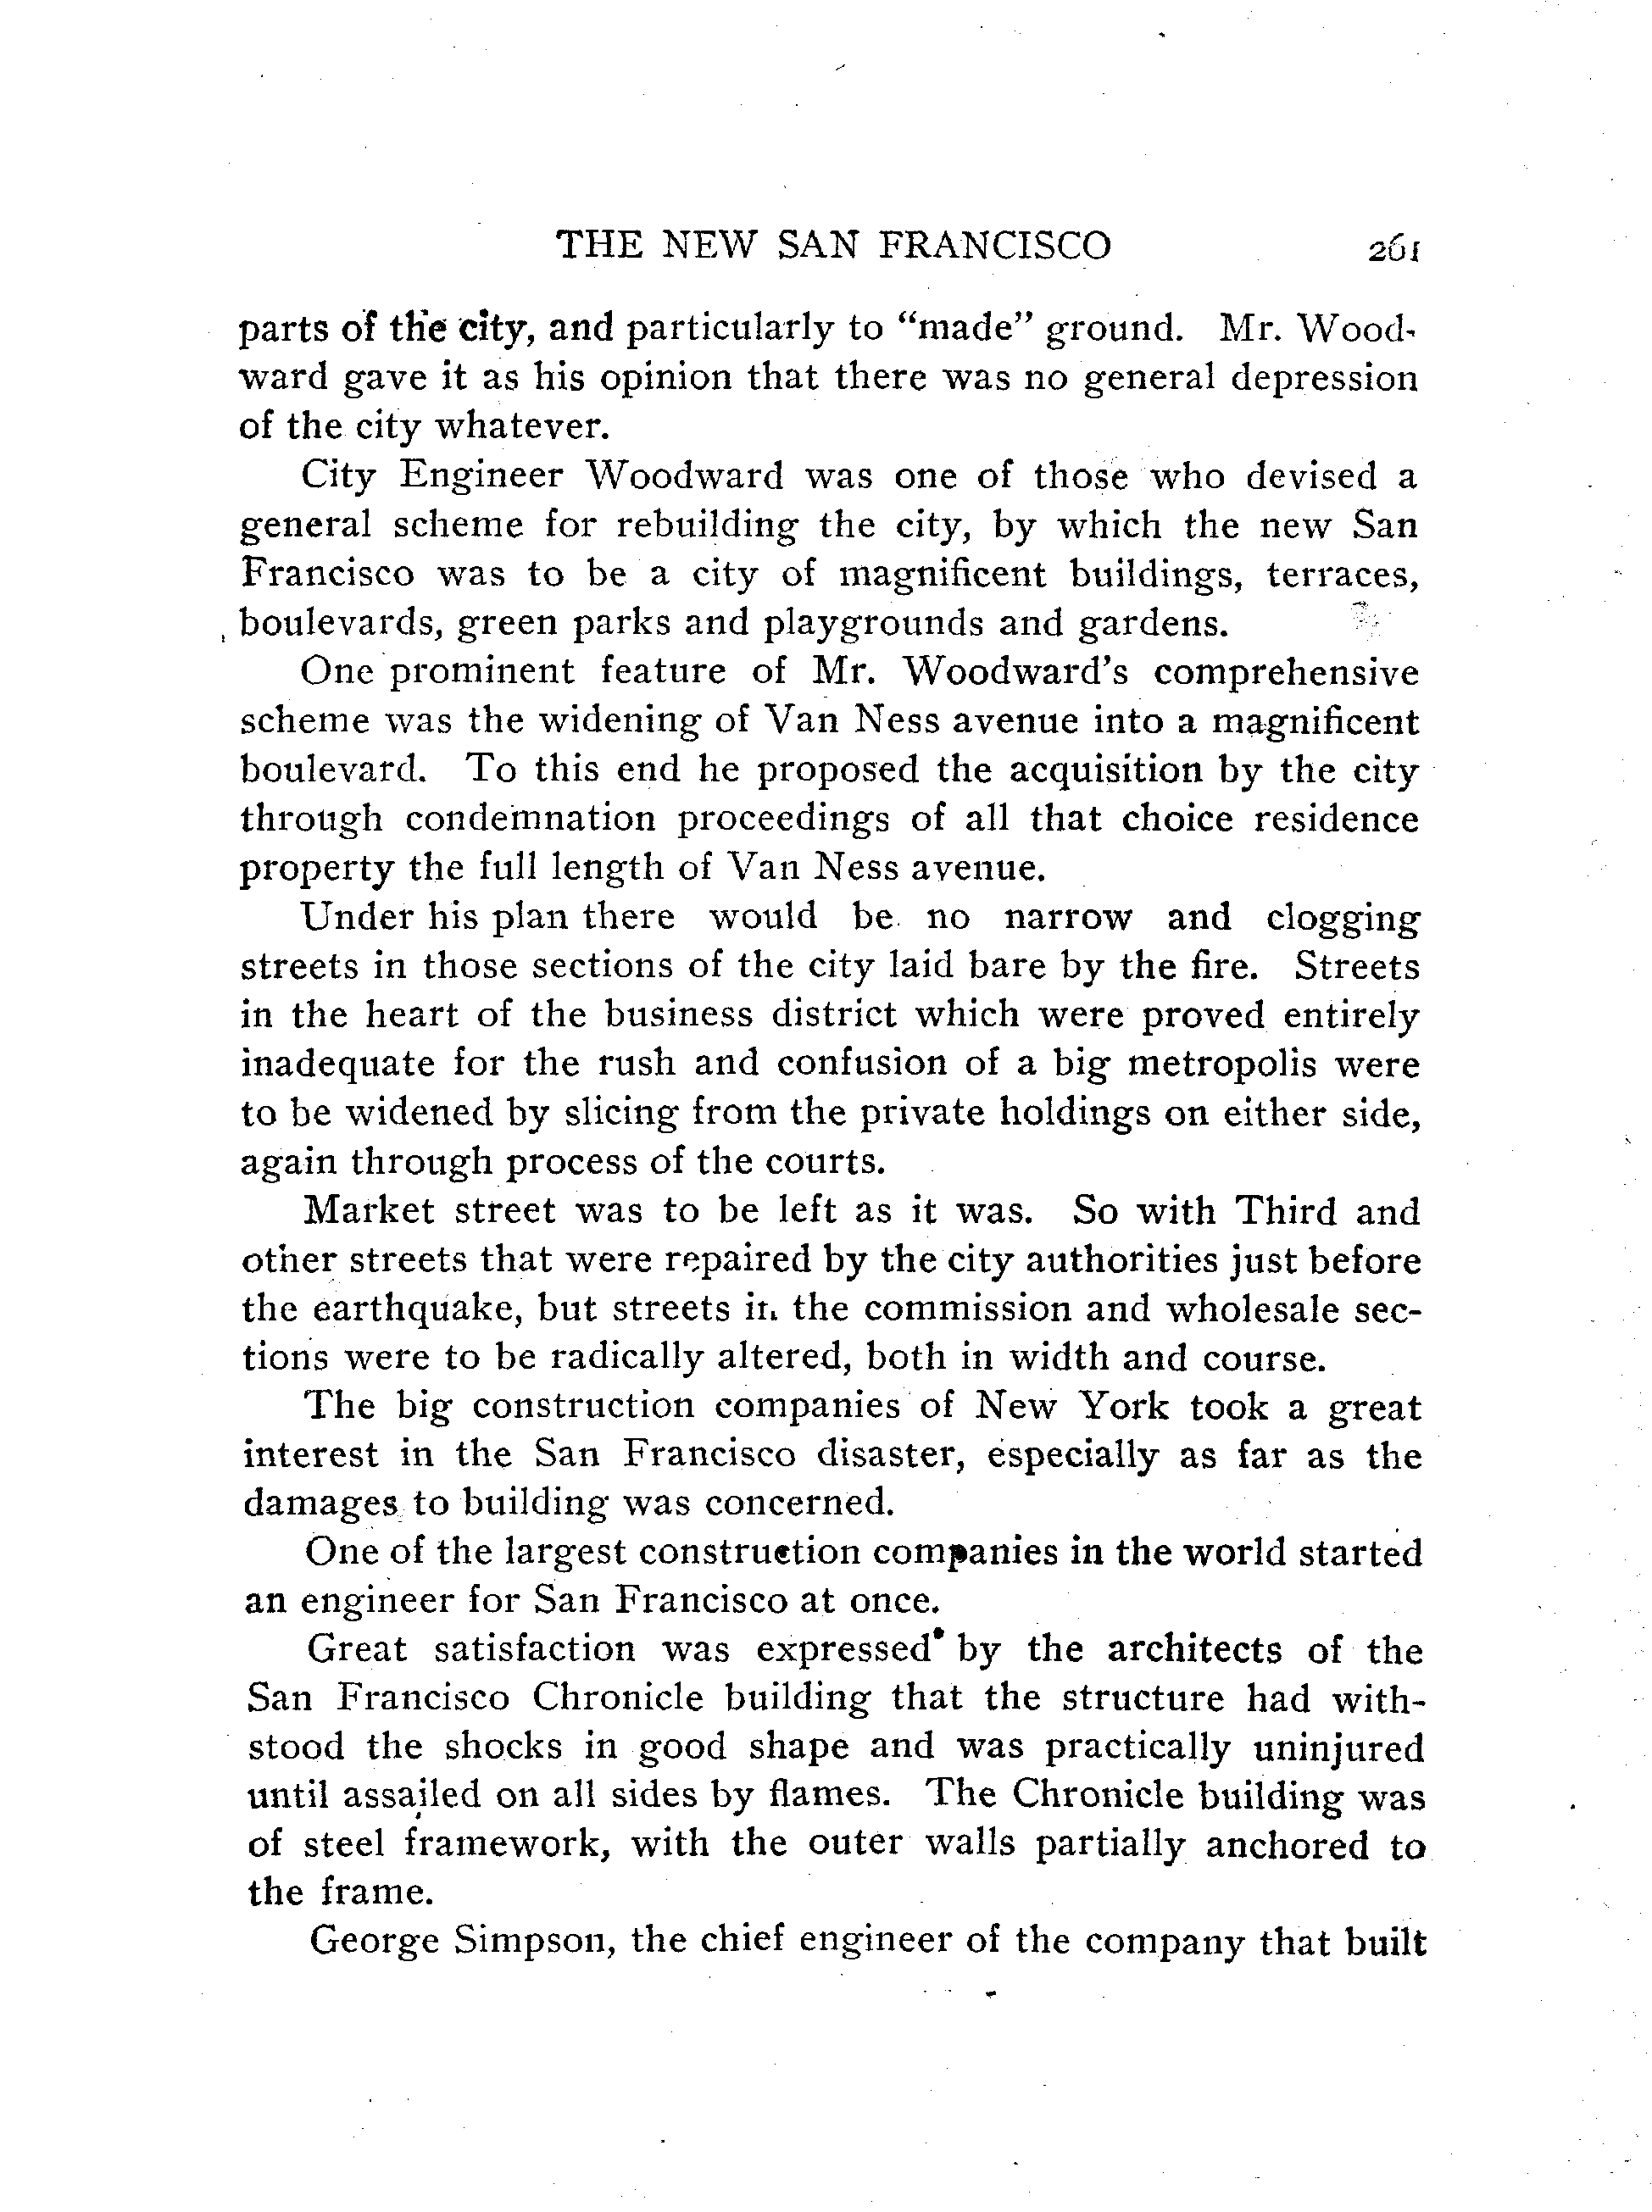 THE NEW SAN FRANCISCO 261
parts of the city, and particularly to “made” ground. Mr. Wood-
ward gave it as his opinion that there was no general depression
of the city whatever.
City Engineer Woodward was one of those who devised a
general scheme for rebuilding the city, by which the new San
Francisco was to be a city of magnificent buildings, terraces,
boulevards, green parks and playgrounds and gardens.
One prominent feature of Mr. Woodward's comprehensive
scheme was the widening of Van Ness avenue into a magnificent
boulevard. To this end he proposed the acquisition by the city
through condemnation proceedings of all that choice residence
property the full length of Van Ness avenue.
Under his plan there would be no narrow and clogging
streets in those sections of the city laid bare by the fire. Streets
in the heart of the business district which were proved entirely
inadequate for the rush and confusion of a big metropolis were
to be widened by slicing from the private holdings on either side,
again through process of the courts.
Market street was to be left as it was. So with Third and
other streets that were repaired by the city authorities just before
the earthquake, but streets in the commission and wholesale sec-
tions were to be radically altered, both in width and course.
The big construction companies of New York took a great
interest in the San Francisco disaster, especially as far as the
damages to building was concerned.
One of the largest construction companies in the world started
an engineer for San Francisco at once.
Great satisfaction was expressed by the architects of the
San Francisco Chronicle building that the structure had with-
stood the shocks in good shape and was practically uninjured
until assailed on all sides by flames. The Chronicle building was
of steel framework, with the outer walls partially anchored to
the frame.
George Simpson, the chief engineer of the company that built